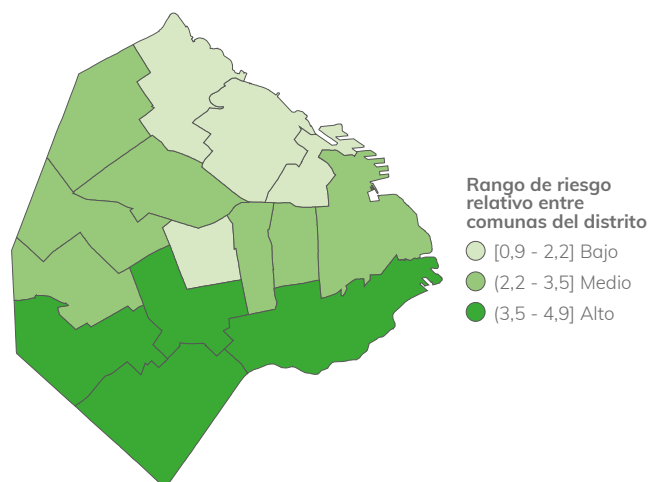 Rango de riesgo
relativo entre
comunas del distrito
[0,9 - 2,2] Bajo
(2,2 - 3,5] Medio
(3,5 - 4,9] Alto